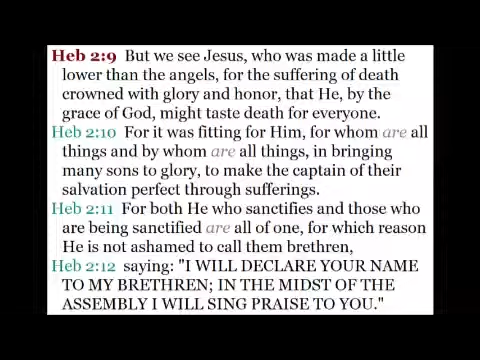 Heb 2:9 But we see Jesus, who was made a little
lower than the angels, for the suffering of death
crowned with glory and honor, that He, by the
grace of God, might taste death for everyone.
Heb 2:10 For it was fitting for Him, for whom are all
things and by whom are all things, in bringing
many sons to glory, to make the captain of their
salvation perfect through sufferings.
Heb 2:11 For both He who sanctifies and those who
are being sanctified are all of one, for which reason
He is not ashamed to call them brethren,
Heb 2:12 saying: "I WILL DECLARE YOUR NAME
TO MY BRETHREN; IN THE MIDST OF THE
ASSEMBLY I WILL SING PRAISE TO YOU."